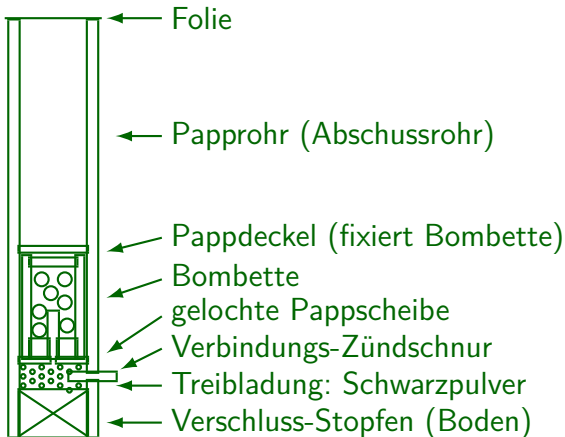 Folie
Papprohr (Abschussrohr)
Pappdeckel (fixiert Bombette)
Bombette
gelochte Pappscheibe
Verbindungs-Zündschnur
Treibladung: Schwarzpulver
Verschluss-Stopfen (Boden)